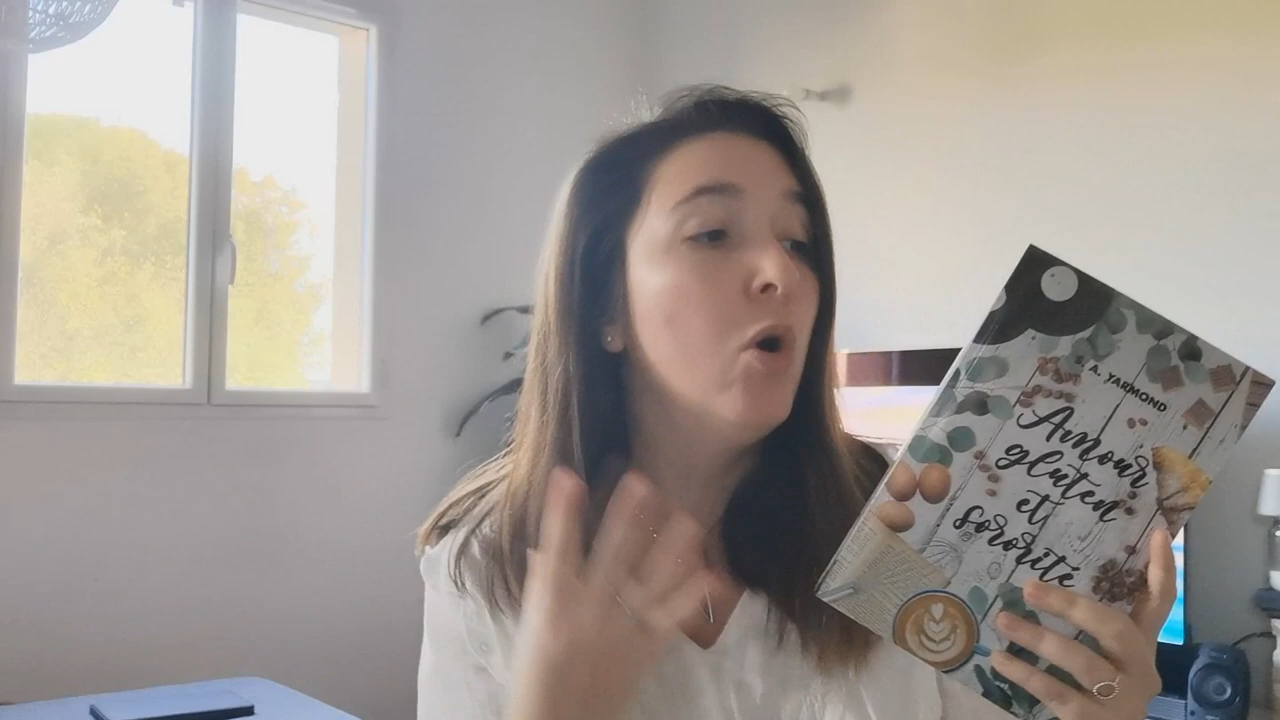 A. YARMOND
Amour
gluten
et
sororité